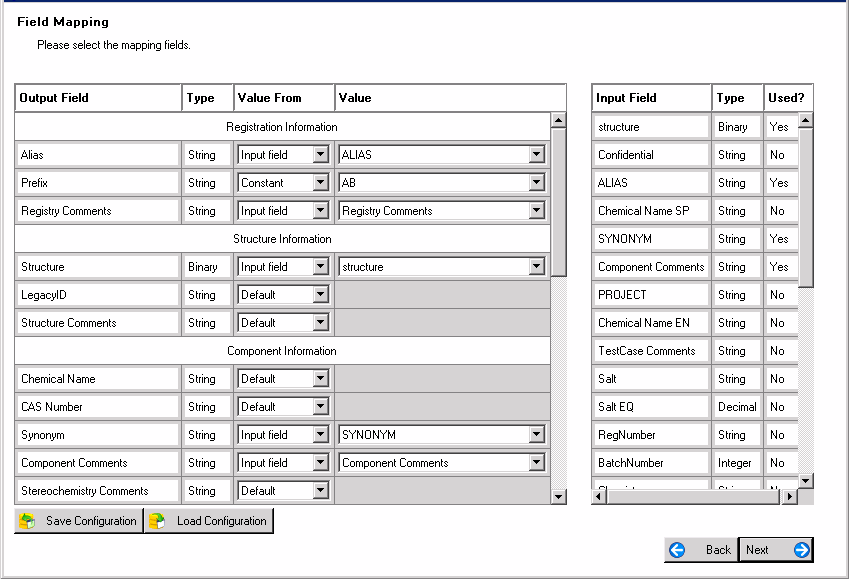 Field Mapping
Please select the mapping fields.
Output Field Type Value From Value
Registration Information
Alias String Input field ALIAS
Prefix String Constant AB
Registry Comments String Input field Registry Comments
Structure Information
Structure Binary Input field structure
LegacyID String Default
Structure Comments String Default
Component Information
Chemical Name String Default
CAS Number String Default
Synonym String Input field SYNONYM
Component Comments String Input field Component Comments
Stereochemistry Comments String Default
Input Field Type Used?
structure Binary Yes
Confidential String No
ALIAS String Yes
Chemical Name SP String No
SYNONYM String Yes
Component Comments String Yes
PROJECT String No
Chemical Name EN String No
TestCase Comments String No
Salt String No
Salt EQ Decimal No
RegNumber String No
BatchNumber Integer No
Save Configuration Load Configuration
Back Next